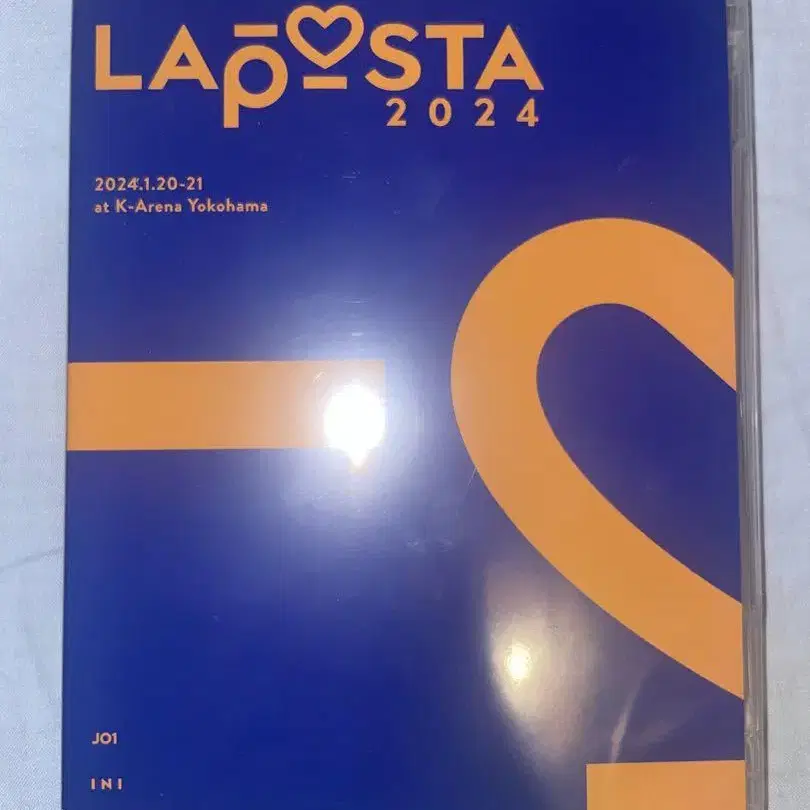 LAPOSTA
2024
2024.1.20-21
at K-Arena Yokohama
JO1
INI